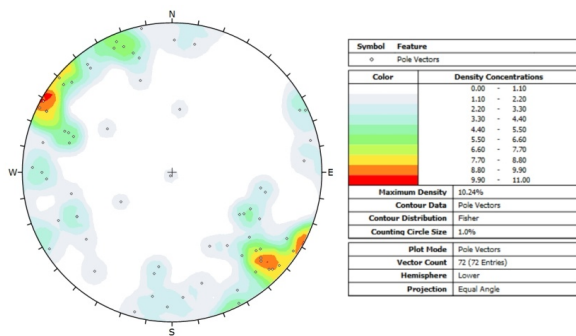 N
W
E
S
Symbol Feature
Pole Vectors
Color Density Concentrations
0.00 - 1.10
1.10 - 2.20
2.20 - 3.30
3.30 - 4.40
4.40 - 5.50
5.50 - 6.60
6.60 - 7.70
7.70 - 8.80
8.80 - 9.90
9.90 - 11.00
Maximum Density 10.24%
Contour Data Pole Vectors
Contour Distribution Fisher
Counting Circle Size 1.0%
Plot Mode Pole Vectors
Vector Count 72 (72 Entries)
Hemisphere Lower
Projection Equal Angle